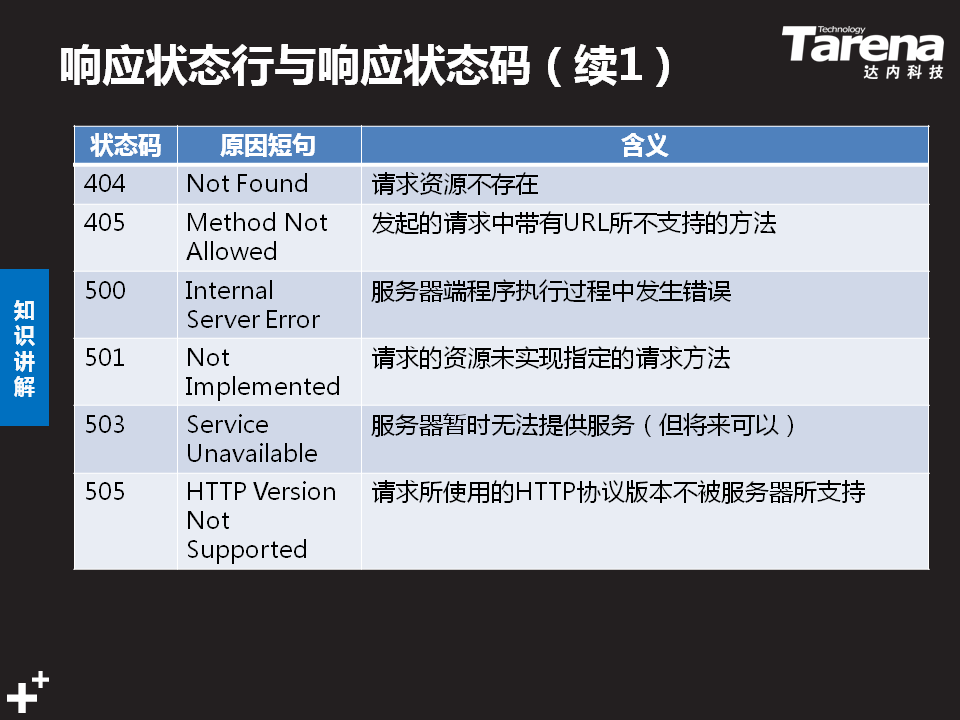 响应状态行与响应状态码（续1）
Technology
Tarena
达内科技
知识讲解
状态码 原因短句 含义
404 Not Found 请求资源不存在
405 Method Not Allowed 发起的请求中带有URL所不支持的方法
500 Internal Server Error 服务器端程序执行过程中发生错误
501 Not Implemented 请求的资源未实现指定的请求方法
503 Service Unavailable 服务器暂时无法提供服务（但将来可以）
505 HTTP Version Not Supported 请求所使用的HTTP协议版本不被服务器所支持